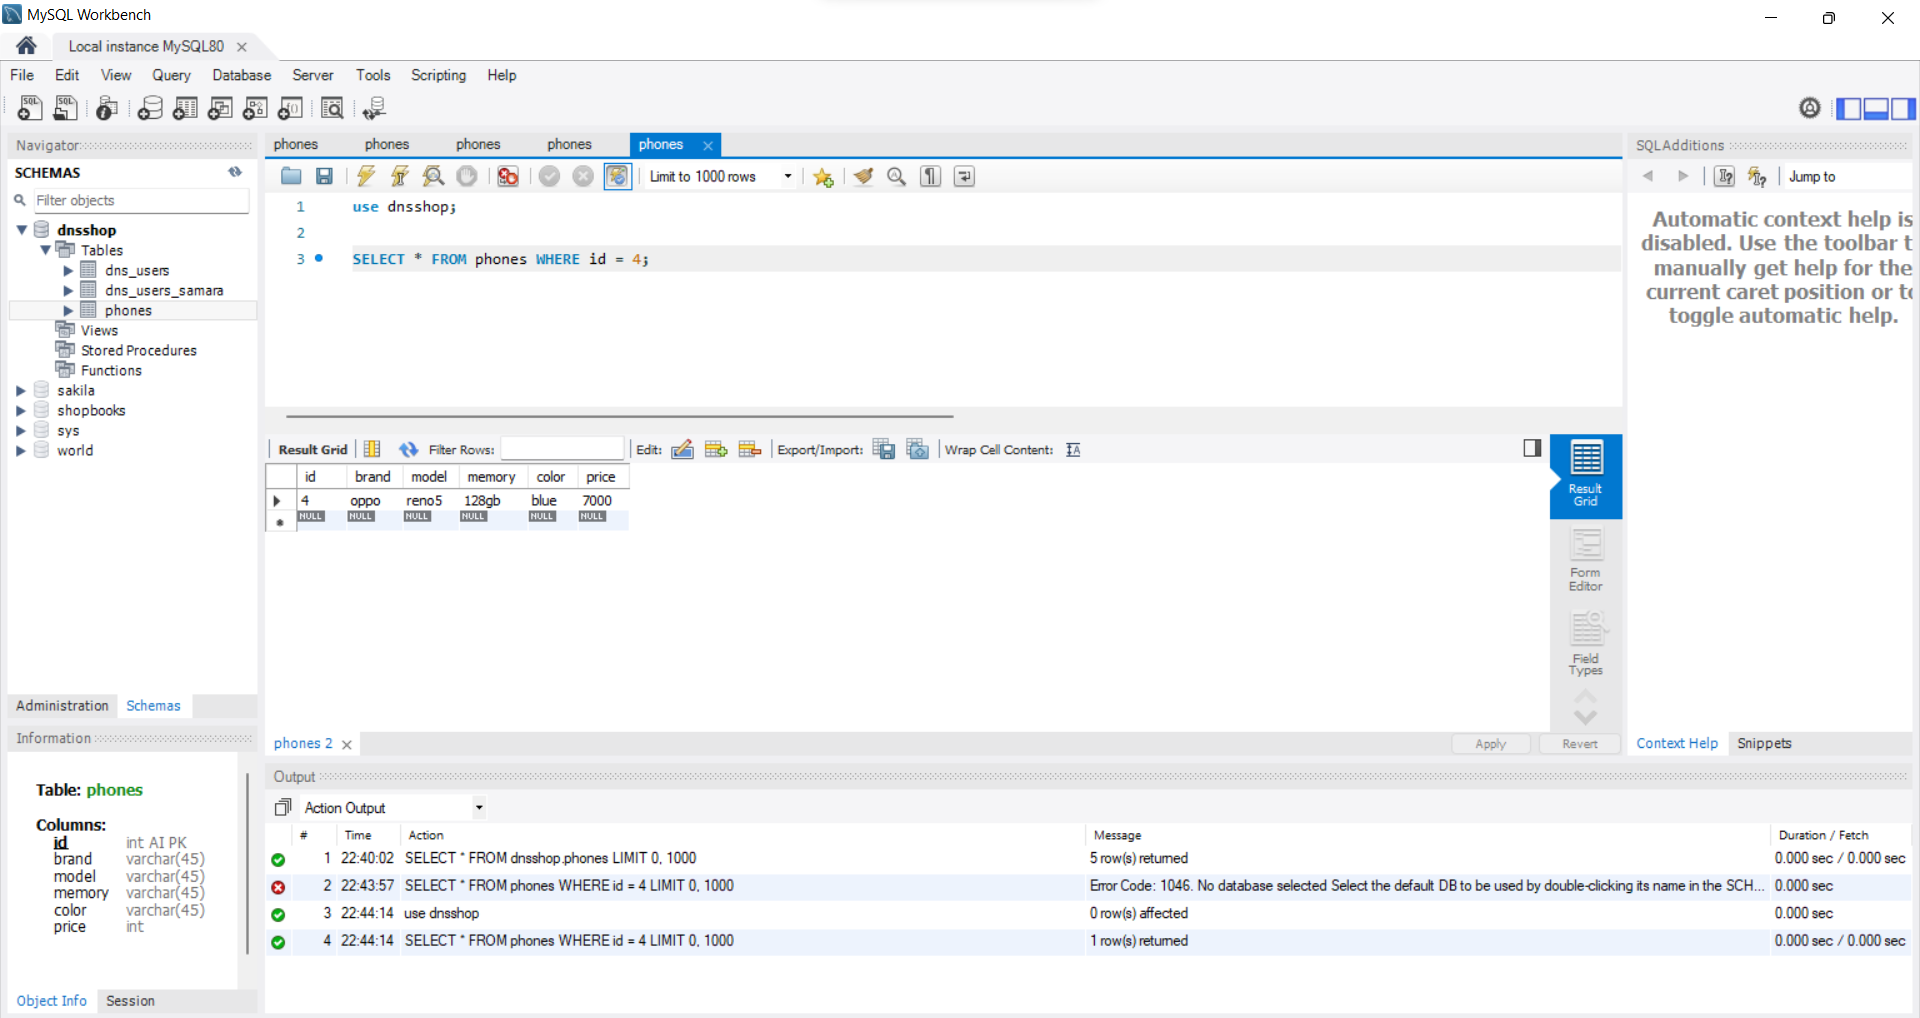 MySQL Workbench
Local instance MySQL80
File Edit View Query Database Server Tools Scripting Help
Navigator
SCHEMAS
Filter objects
dnsshop
Tables
dns_users
dns_users_samara
phones
Views
Stored Procedures
Functions
sakila
shopbooks
sys
world
Administration Schemas
Information
Table: phones
Columns:
id int AI PK
brand varchar(45)
model varchar(45)
memory varchar(45)
color varchar(45)
price int
Object Info Session
phones phones phones phones phones
Limit to 1000 rows
1 use dnsshop;
2
3 SELECT * FROM phones WHERE id = 4;
Result Grid Filter Rows: Edit: Export/Import: Wrap Cell Content:
id brand model memory color price
4 oppo reno5 128gb blue 7000
NULL NULL NULL NULL NULL NULL
Result
Grid
Form
Editor
Field
Types
phones 2
Apply Revert
SQLAdditions
Jump to
Automatic context help is
disabled. Use the toolbar t
manually get help for the
current caret position or to
toggle automatic help.
Context Help Snippets
Output
Action Output
# Time Action Message Duration / Fetch
1 22:40:02 SELECT * FROM dnsshop.phones LIMIT 0, 1000 5 row(s) returned 0.000 sec / 0.000 sec
2 22:43:57 SELECT * FROM phones WHERE id = 4 LIMIT 0, 1000 Error Code: 1046. No database selected Select the default DB to be used by double-clicking its name in the SCH... 0.000 sec
3 22:44:14 use dnsshop 0 row(s) affected 0.000 sec
4 22:44:14 SELECT * FROM phones WHERE id = 4 LIMIT 0, 1000 1 row(s) returned 0.000 sec / 0.000 sec